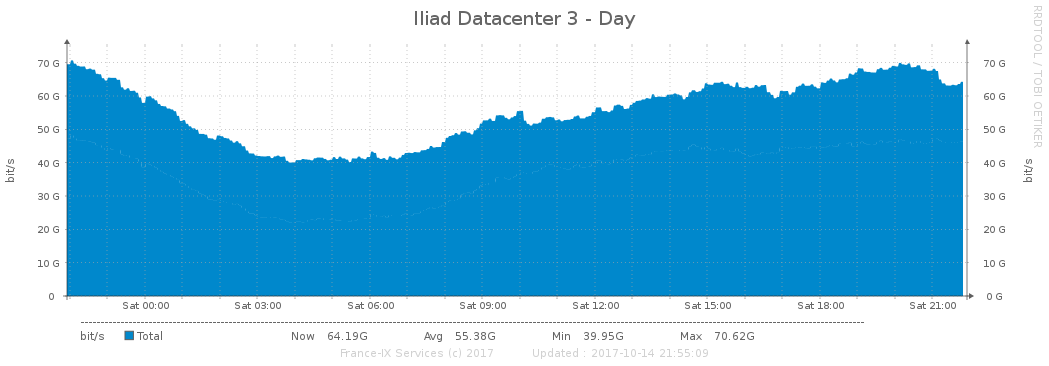 Iliad Datacenter 3 - Day
RRDTOOL / TOBI OETIKER
70 G 70 G
60 G 60 G
50 G 50 G
40 G 40 G
30 G 30 G
20 G 20 G
10 G 10 G
0 0 G
bit/s bit/s
Sat 00:00 Sat 03:00 Sat 06:00 Sat 09:00 Sat 12:00 Sat 15:00 Sat 18:00 Sat 21:00
bit/s Total Now 64.19G Avg 55.38G Min 39.95G Max 70.62G
France-IX Services (c) 2017 Updated : 2017-10-14 21:55:09